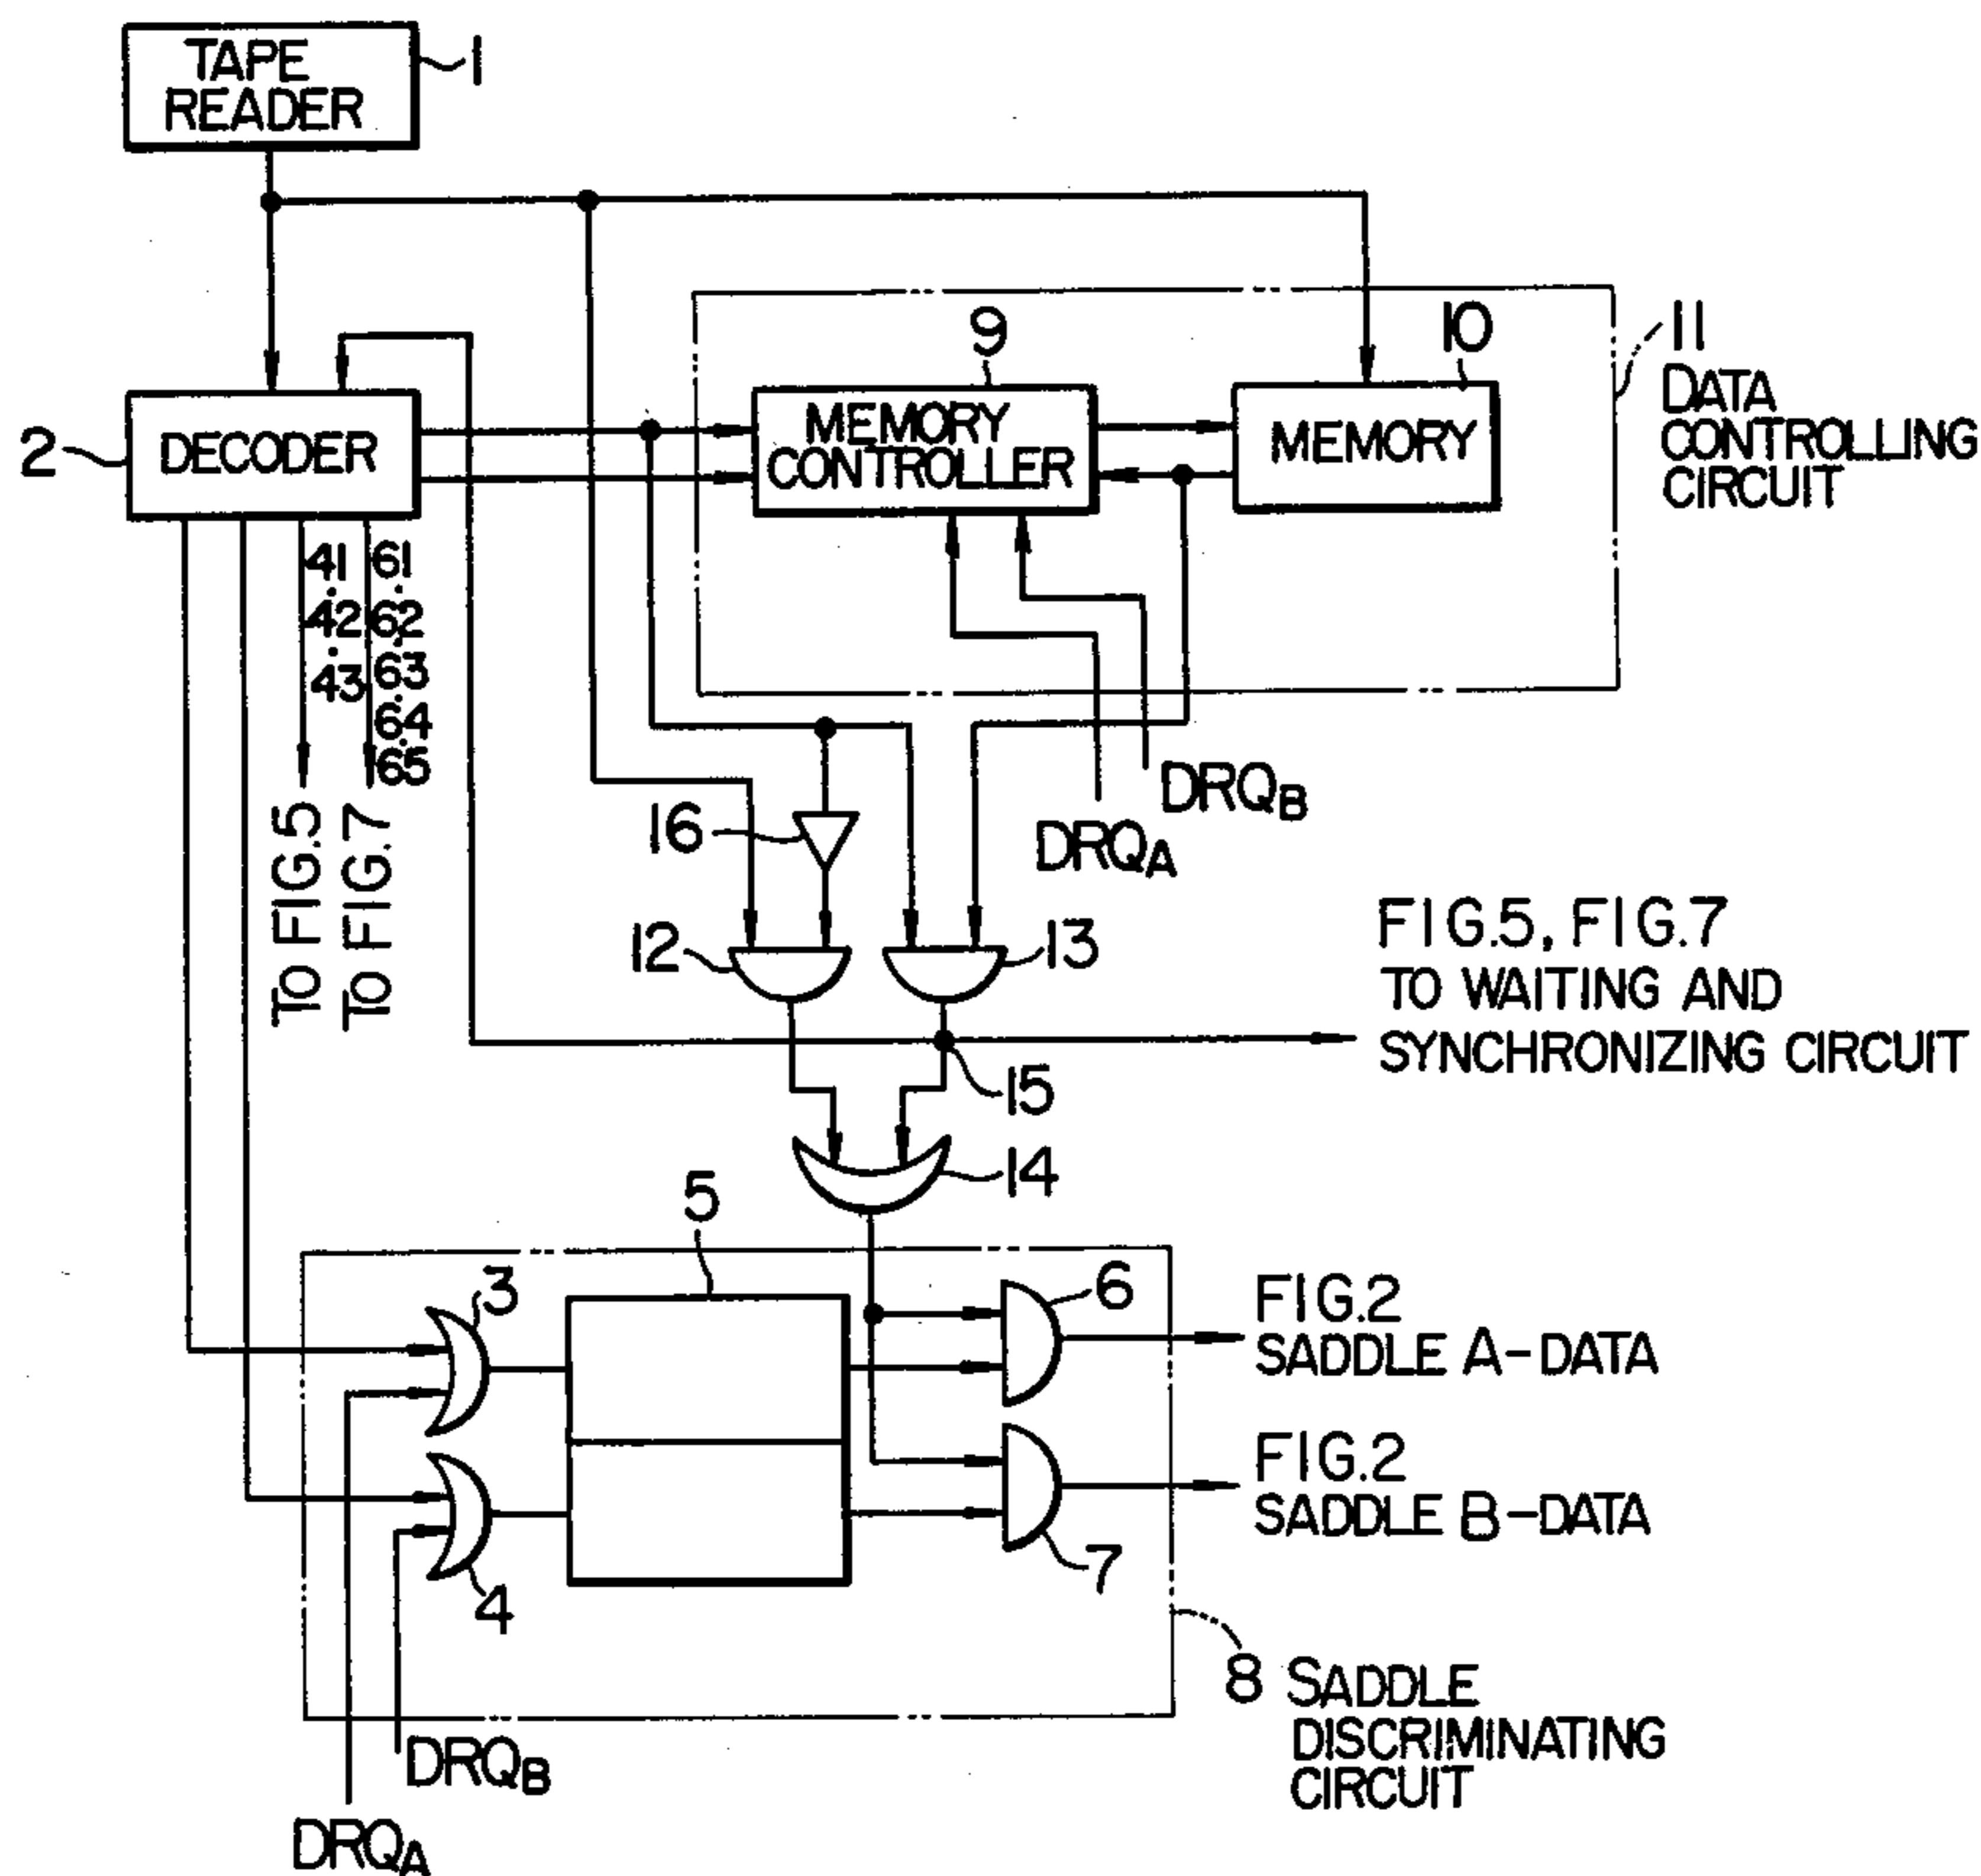 TAPE
READER
1
9
10
11
DATA
CONTROLLING
CIRCUIT
2
DECODER
MEMORY
CONTROLLER
MEMORY
41
·
42
·
43
61
·
62
·
63
·
64
·
65
TO FIG.5
TO FIG.7
DRQB
DRQA
16
12
13
FIG.5, FIG.7
TO WAITING AND
SYNCHRONIZING CIRCUIT
15
14
5
3
6
FIG.2
SADDLE A-DATA
FIG.2
SADDLE B-DATA
4
7
8 SADDLE
DISCRIMINATING
CIRCUIT
DRQB
DRQA